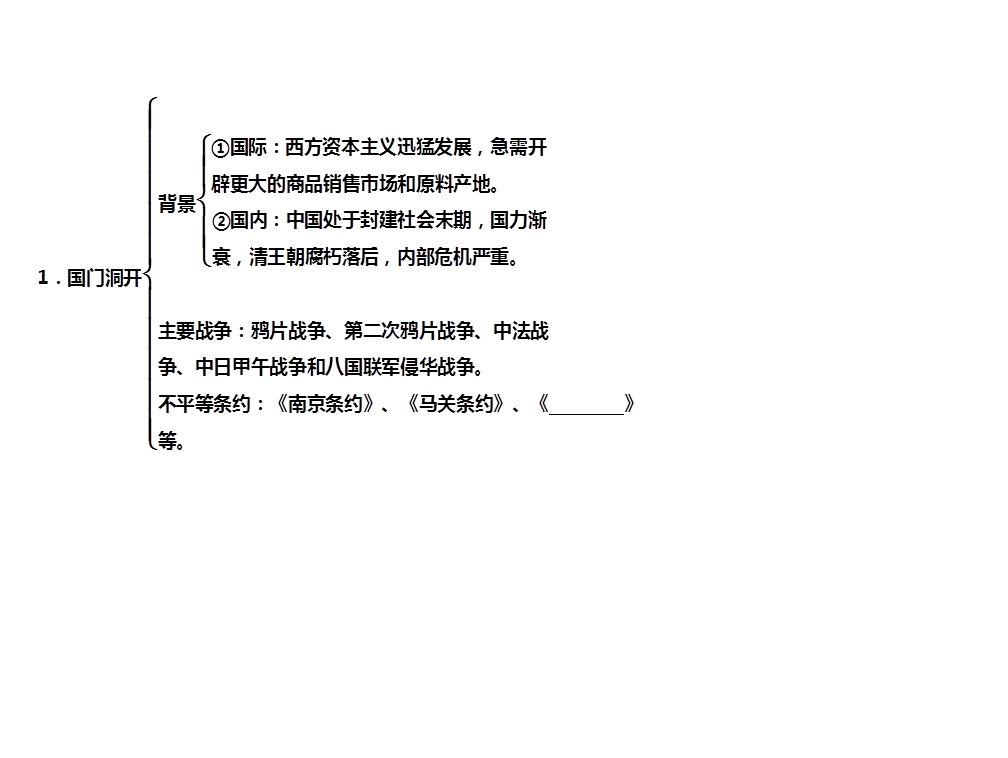 ①国际：西方资本主义迅猛发展，急需开
辟更大的商品销售市场和原料产地。
背景
②国内：中国处于封建社会末期，国力渐
衰，清王朝腐朽落后，内部危机严重。
1．国门洞开
主要战争：鸦片战争、第二次鸦片战争、中法战
争、中日甲午战争和八国联军侵华战争。
不平等条约：《南京条约》、《马关条约》、《________》
等。